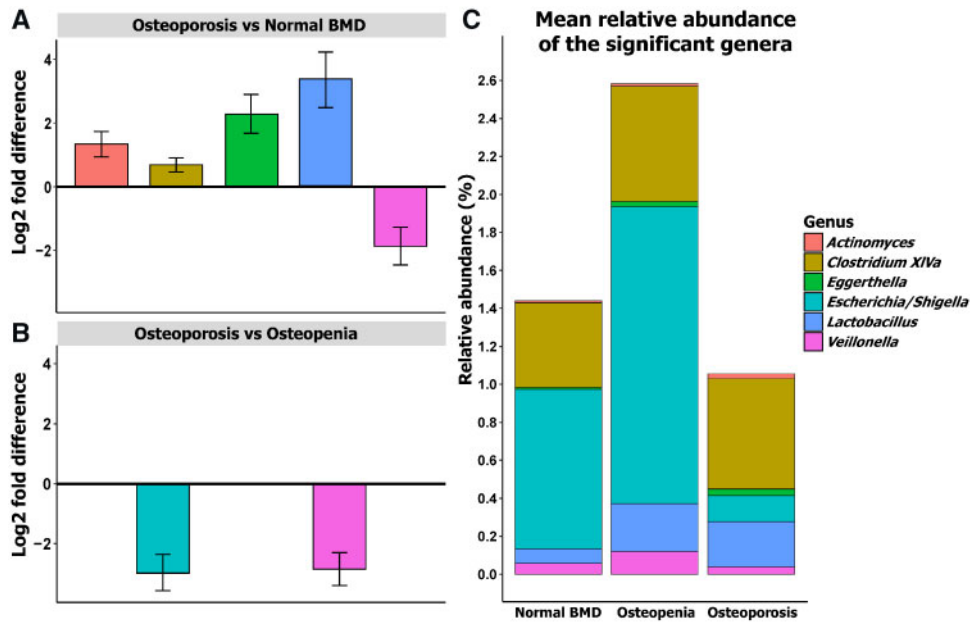 A
Osteoporosis vs Normal BMD
Log2 fold difference
4
2
0
−2
B
Osteoporosis vs Osteopenia
Log2 fold difference
4
2
0
−2
C
Mean relative abundance
of the significant genera
Relative abundance (%)
2.6
2.4
2.2
2.0
1.8
1.6
1.4
1.2
1.0
0.8
0.6
0.4
0.2
0.0
Normal BMD
Osteopenia
Osteoporosis
Genus
Actinomyces
Clostridium XlVa
Eggerthella
Escherichia/Shigella
Lactobacillus
Veillonella